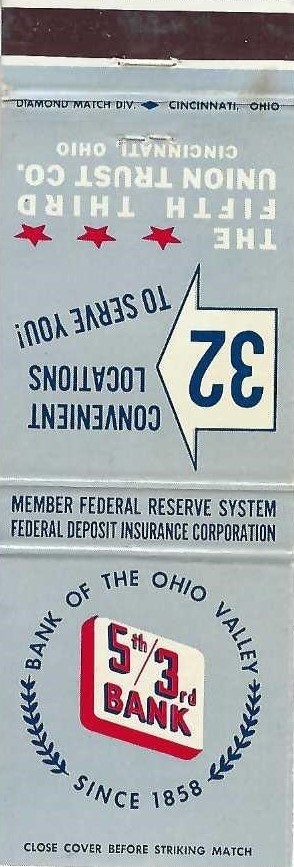 DIAMOND MATCH DIV. CINCINNATI, OHIO
THE
FIFTH THIRD
UNION TRUST CO.
CINCINNATI, OHIO
32
CONVENIENT
LOCATIONS
TO SERVE YOU!
MEMBER FEDERAL RESERVE SYSTEM
FEDERAL DEPOSIT INSURANCE CORPORATION
BANK OF THE OHIO VALLEY
5th/3rd
BANK
SINCE 1858
CLOSE COVER BEFORE STRIKING MATCH